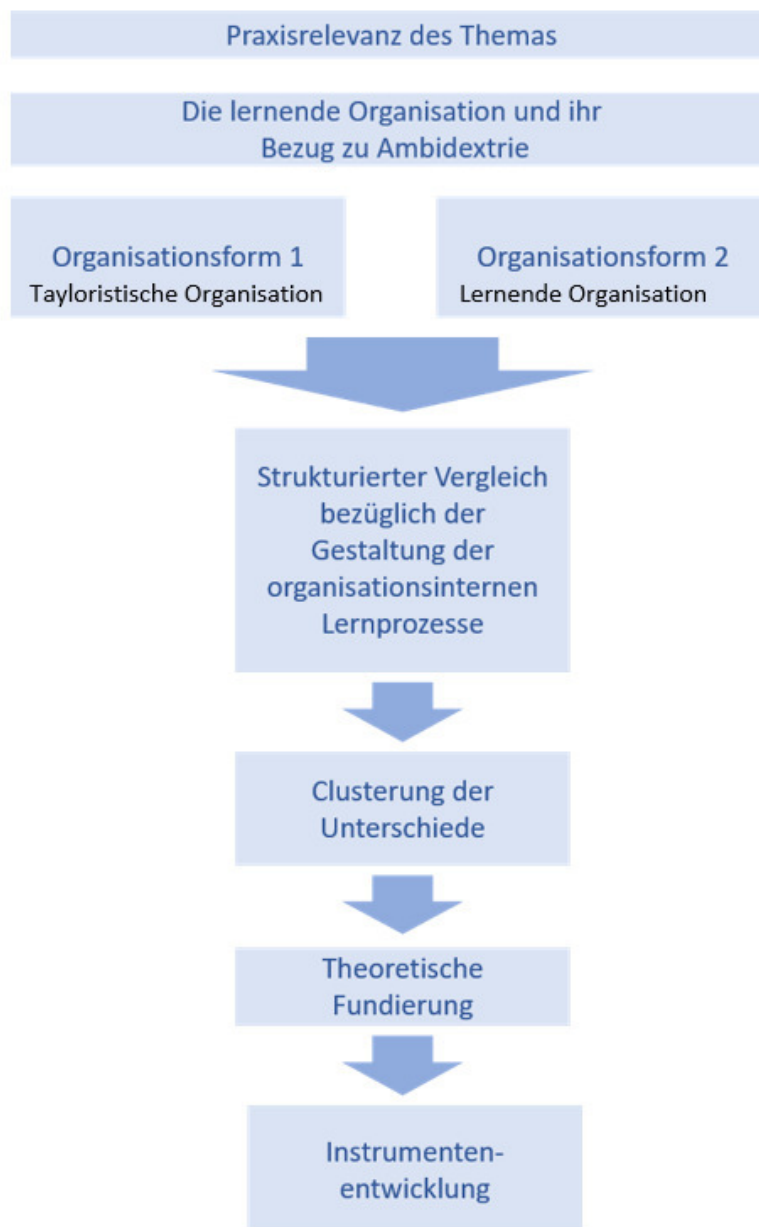 Praxisrelevanz des Themas
Die lernende Organisation und ihr
Bezug zu Ambidextrie
Organisationsform 1
Tayloristische Organisation
Organisationsform 2
Lernende Organisation
Strukturierter Vergleich
bezüglich der
Gestaltung der
organisationsinternen
Lernprozesse
Clusterung der
Unterschiede
Theoretische
Fundierung
Instrumenten-
entwicklung